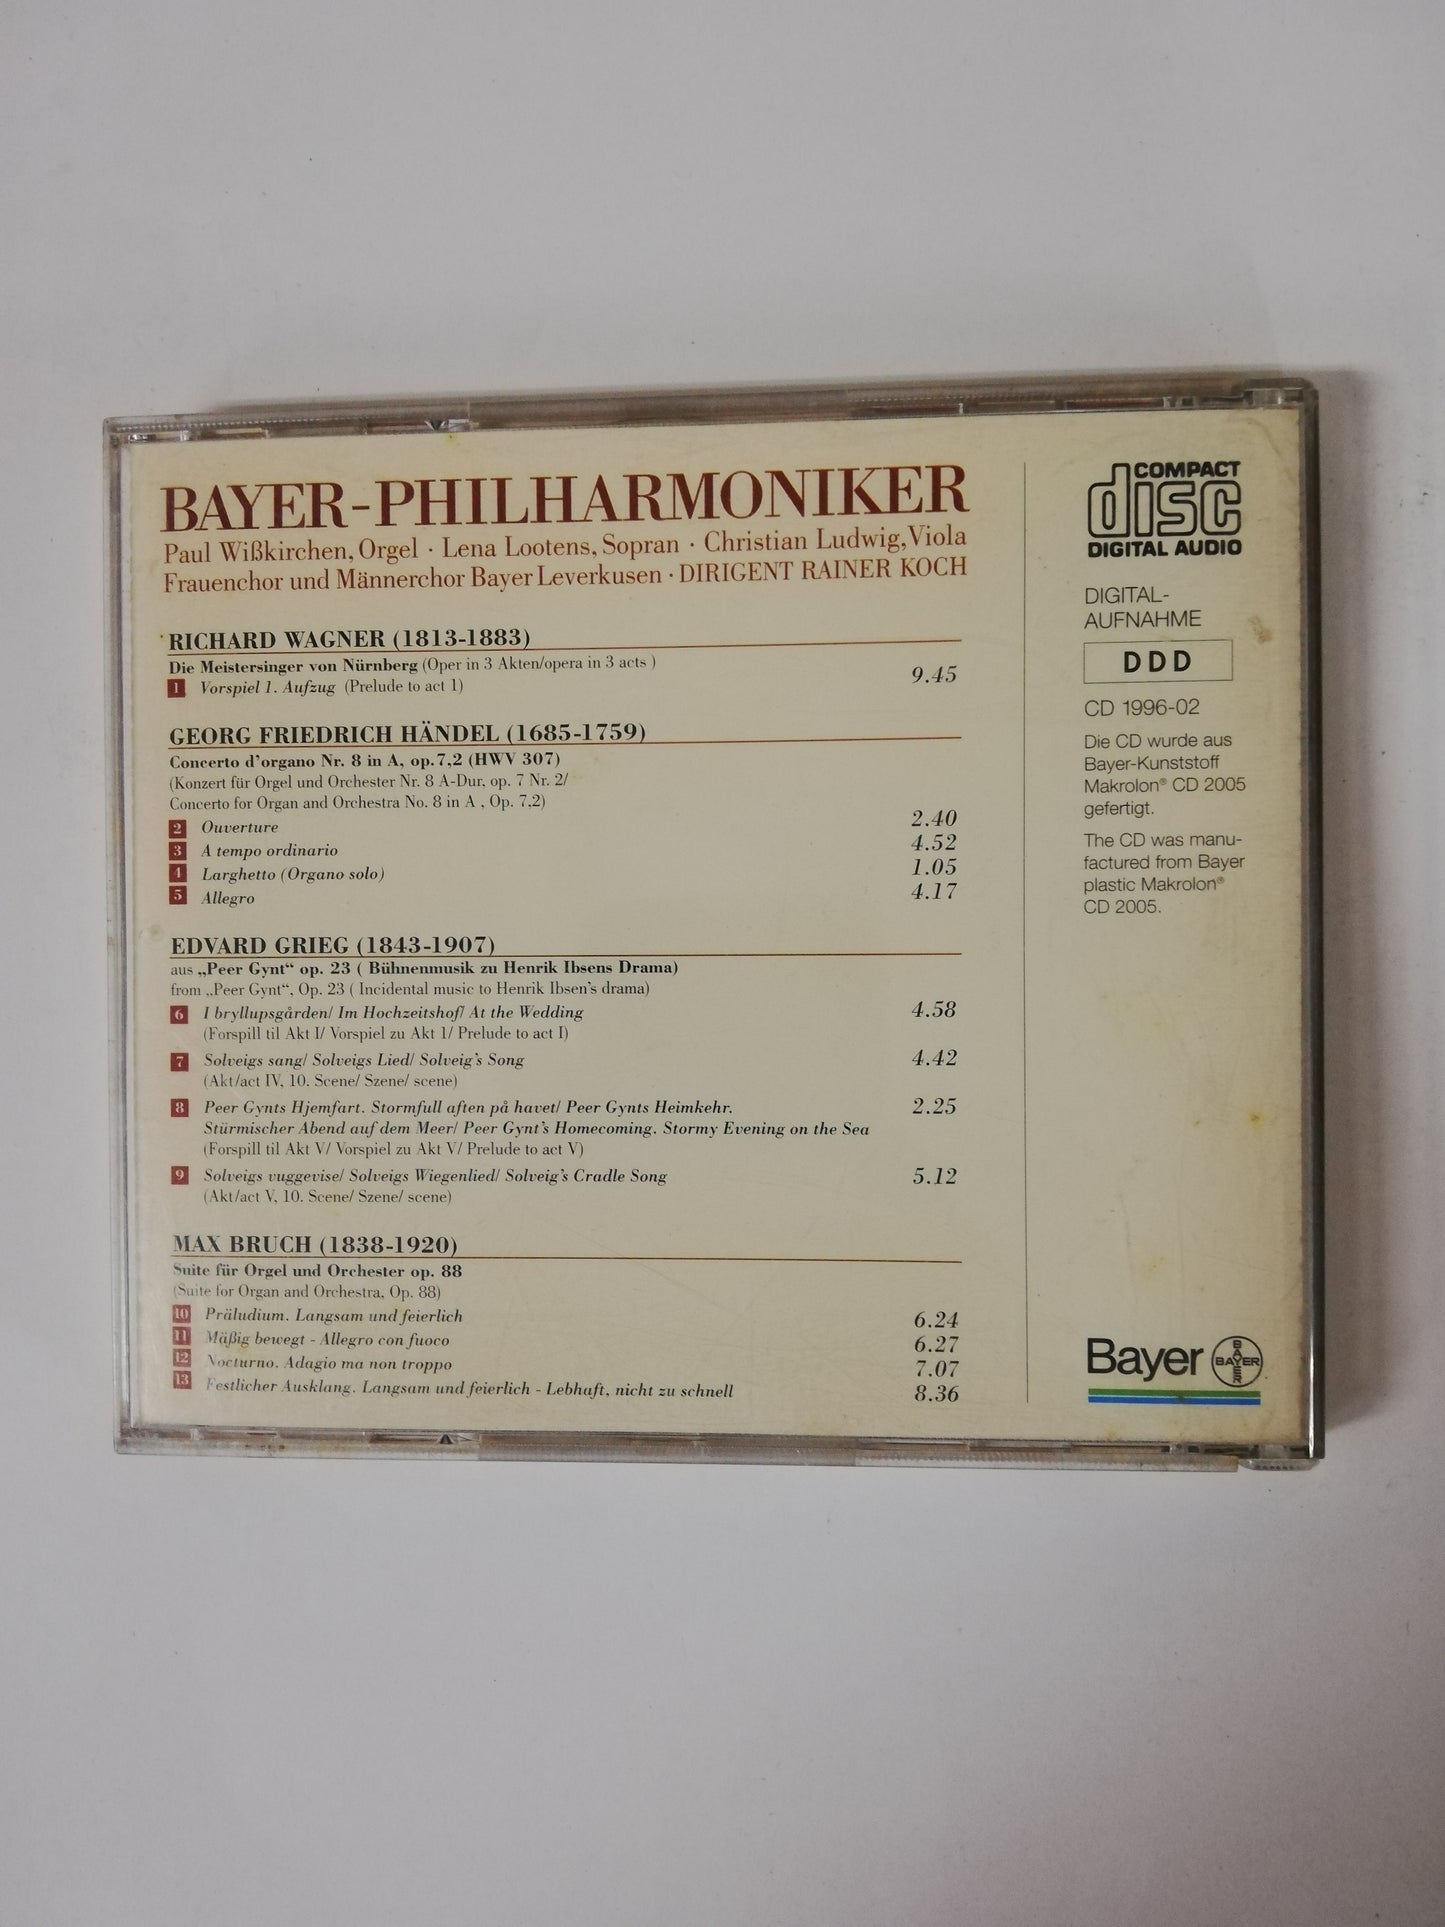 BAYER-PHILHARMONIKER
Paul Wißkirchen, Orgel · Lena Lootens, Sopran · Christian Ludwig, Viola
Frauenchor und Männerchor Bayer Leverkusen · DIRIGENT RAINER KOCH
RICHARD WAGNER (1813-1883)
Die Meistersinger von Nürnberg (Oper in 3 Akten/opera in 3 acts )
1 Vorspiel 1. Aufzug (Prelude to act 1) 9.45
GEORG FRIEDRICH HÄNDEL (1685-1759)
Concerto d'organo Nr. 8 in A, op.7,2 (HWV 307)
(Konzert für Orgel und Orchester Nr. 8 A-Dur, op. 7 Nr. 2/
Concerto for Organ and Orchestra No. 8 in A , Op. 7,2)
2 Ouverture 2.40
3 A tempo ordinario 4.52
4 Larghetto (Organo solo) 1.05
5 Allegro 4.17
EDVARD GRIEG (1843-1907)
aus „Peer Gynt“ op. 23 ( Bühnenmusik zu Henrik Ibsens Drama)
from „Peer Gynt“, Op. 23 ( Incidental music to Henrik Ibsen's drama)
6 I bryllupsgården/ Im Hochzeitshof/ At the Wedding 4.58
(Forspill til Akt I/ Vorspiel zu Akt 1/ Prelude to act I)
7 Solveigs sang/ Solveigs Lied/ Solveig's Song 4.42
(Akt/act IV, 10. Scene/ Szene/ scene)
8 Peer Gynts Hjemfart. Stormfull aften på havet/ Peer Gynts Heimkehr. 2.25
Stürmischer Abend auf dem Meer/ Peer Gynt's Homecoming. Stormy Evening on the Sea
(Forspill til Akt V/ Vorspiel zu Akt V/ Prelude to act V)
9 Solveigs vuggevise/ Solveigs Wiegenlied/ Solveig's Cradle Song 5.12
(Akt/act V, 10. Scene/ Szene/ scene)
MAX BRUCH (1838-1920)
Suite für Orgel und Orchester op. 88
(Suite for Organ and Orchestra, Op. 88)
10 Präludium. Langsam und feierlich 6.24
11 Mäßig bewegt - Allegro con fuoco 6.27
12 Nocturno. Adagio ma non troppo 7.07
13 Festlicher Ausklang. Langsam und feierlich - Lebhaft, nicht zu schnell 8.36
COMPACT
disc
DIGITAL AUDIO
DIGITAL-
AUFNAHME
DDD
CD 1996-02
Die CD wurde aus
Bayer-Kunststoff
Makrolon® CD 2005
gefertigt.
The CD was manu-
factured from Bayer
plastic Makrolon®
CD 2005.
Bayer BAYER BAYER